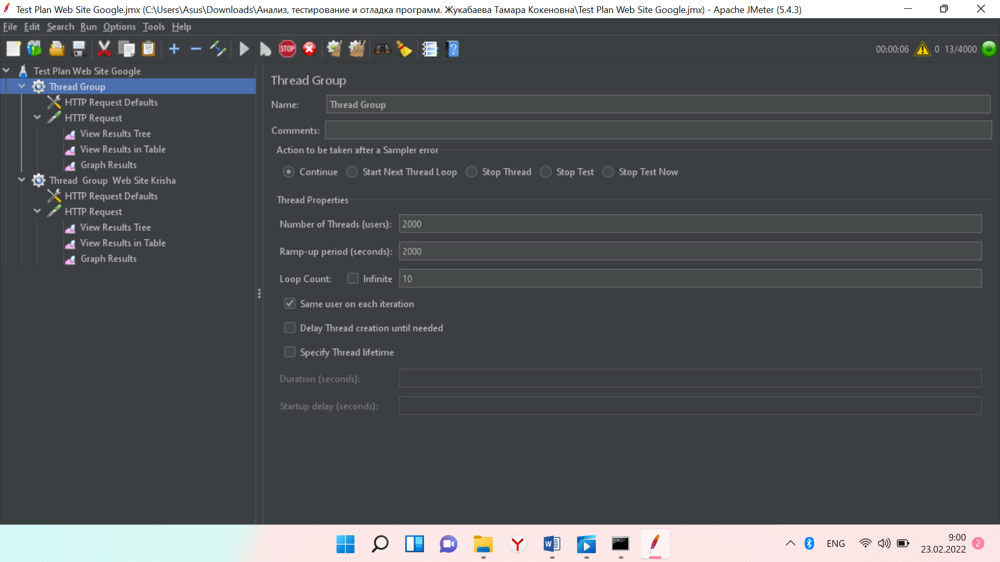 Test Plan Web Site Google.jmx (C:\Users\Asus\Downloads\Анализ, тестирование и отладка программ. Жукабаева Тамара Кокеновна\Test Plan Web Site Google.jmx) - Apache JMeter (5.4.3)
File Edit Search Run Options Tools Help
STOP
00:00:06 0 13/4000
Test Plan Web Site Google
Thread Group
HTTP Request Defaults
HTTP Request
View Results Tree
View Results in Table
Graph Results
Thread Group Web Site Krisha
HTTP Request Defaults
HTTP Request
View Results Tree
View Results in Table
Graph Results
Thread Group
Name: Thread Group
Comments:
Action to be taken after a Sampler error
Continue Start Next Thread Loop Stop Thread Stop Test Stop Test Now
Thread Properties
Number of Threads (users): 2000
Ramp-up period (seconds): 2000
Loop Count: Infinite 10
Same user on each iteration
Delay Thread creation until needed
Specify Thread lifetime
Duration (seconds):
Startup delay (seconds):
ENG
9:00
23.02.2022
2